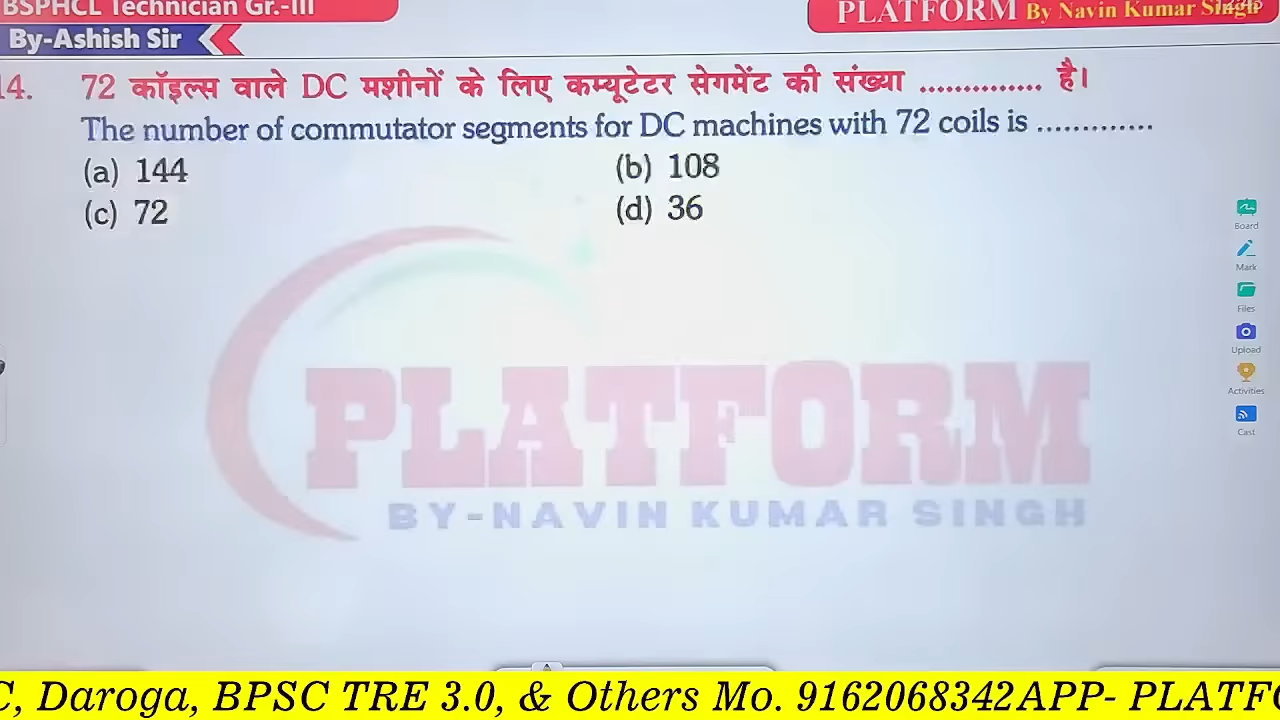 BSPHCL Technician Gr.-III
PLATFORM By Navin Kumar Singh
By-Ashish Sir
14. 72 कॉइल्स वाले DC मशीनों के लिए कम्यूटेटर सेगमेंट की संख्या .............. है।
The number of commutator segments for DC machines with 72 coils is .............
(a) 144
(b) 108
(c) 72
(d) 36
Board
Mark
Files
Upload
Activities
Cast
PLATFORM
BY-NAVIN KUMAR SINGH
C, Daroga, BPSC TRE 3.0, & Others Mo. 9162068342 APP- PLATFO